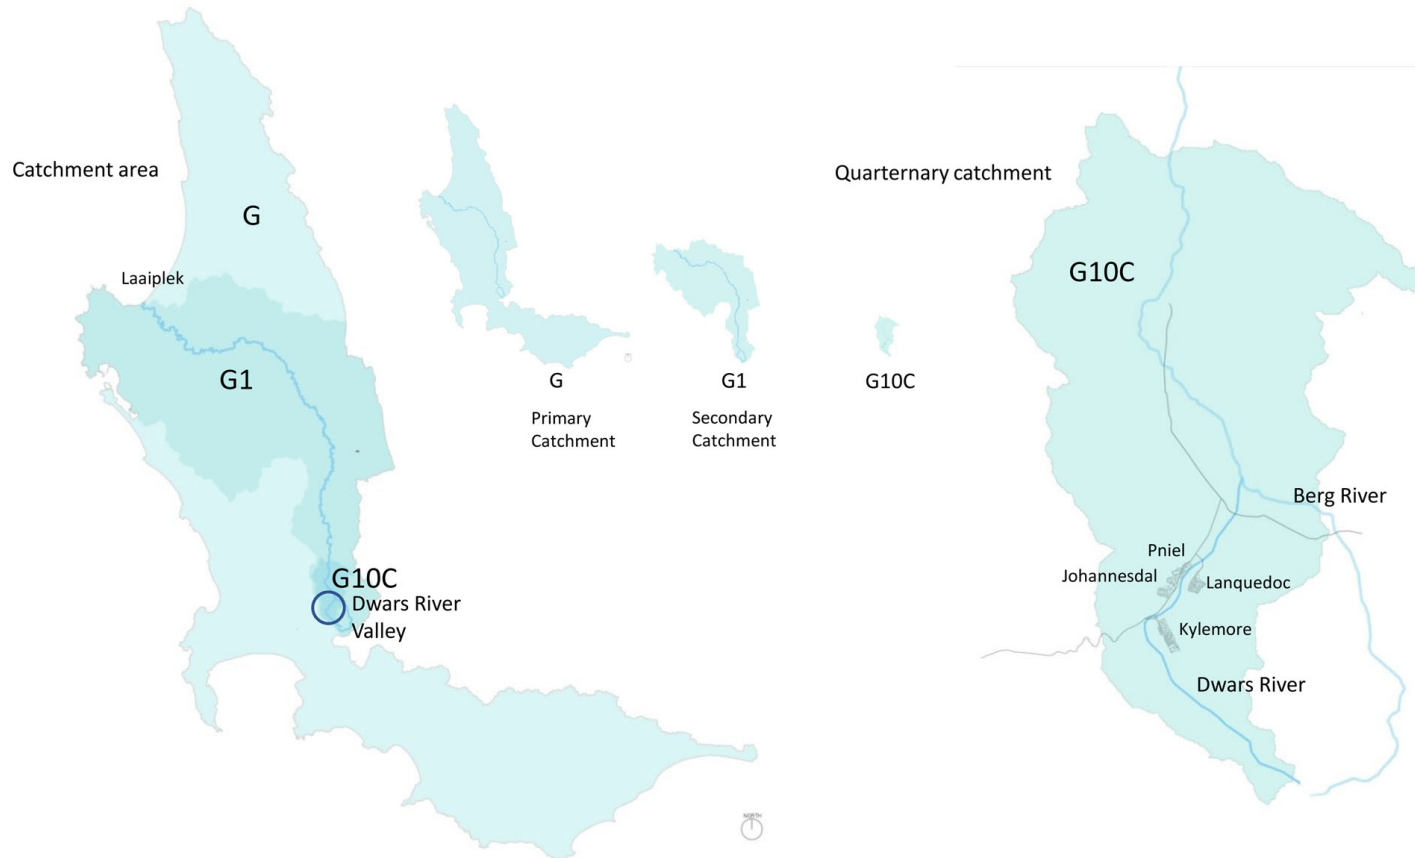 Catchment area
G
Laaiplek
G1
G10C
Dwars River
Valley
NORTH
G
Primary
Catchment
G1
Secondary
Catchment
G10C
Quarternary catchment
G10C
Berg River
Pniel
Johannesdal
Lanquedoc
Kylemore
Dwars River